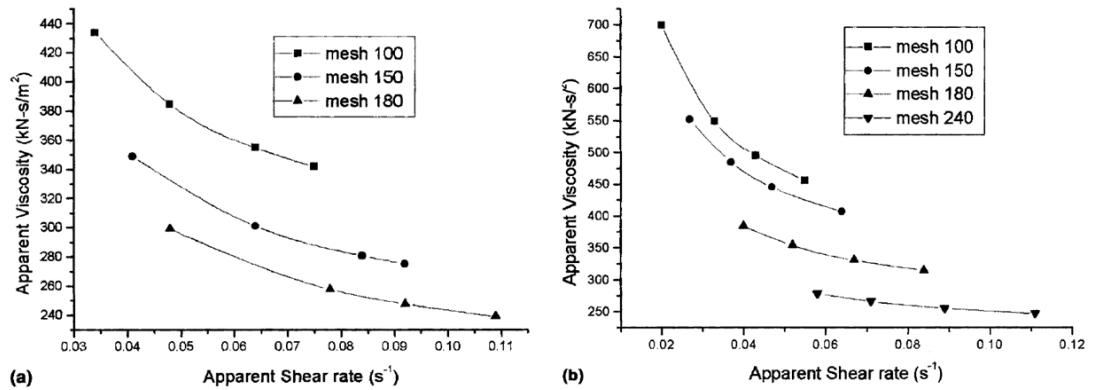 440
420
400
380
360
340
320
300
280
260
240
Apparent Viscosity (kN-s/m²)
mesh 100
mesh 150
mesh 180
0.03 0.04 0.05 0.06 0.07 0.08 0.09 0.10 0.11
(a)
Apparent Shear rate (s⁻¹)
700
650
600
550
500
450
400
350
300
250
Apparent Viscosity (kN-s/²)
mesh 100
mesh 150
mesh 180
mesh 240
0.02 0.04 0.06 0.08 0.10 0.12
(b)
Apparent Shear rate (s⁻¹)